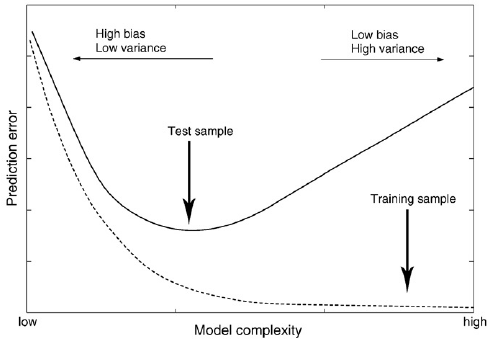 High bias
Low variance
Low bias
High variance
Test sample
Training sample
Prediction error
low
Model complexity
high